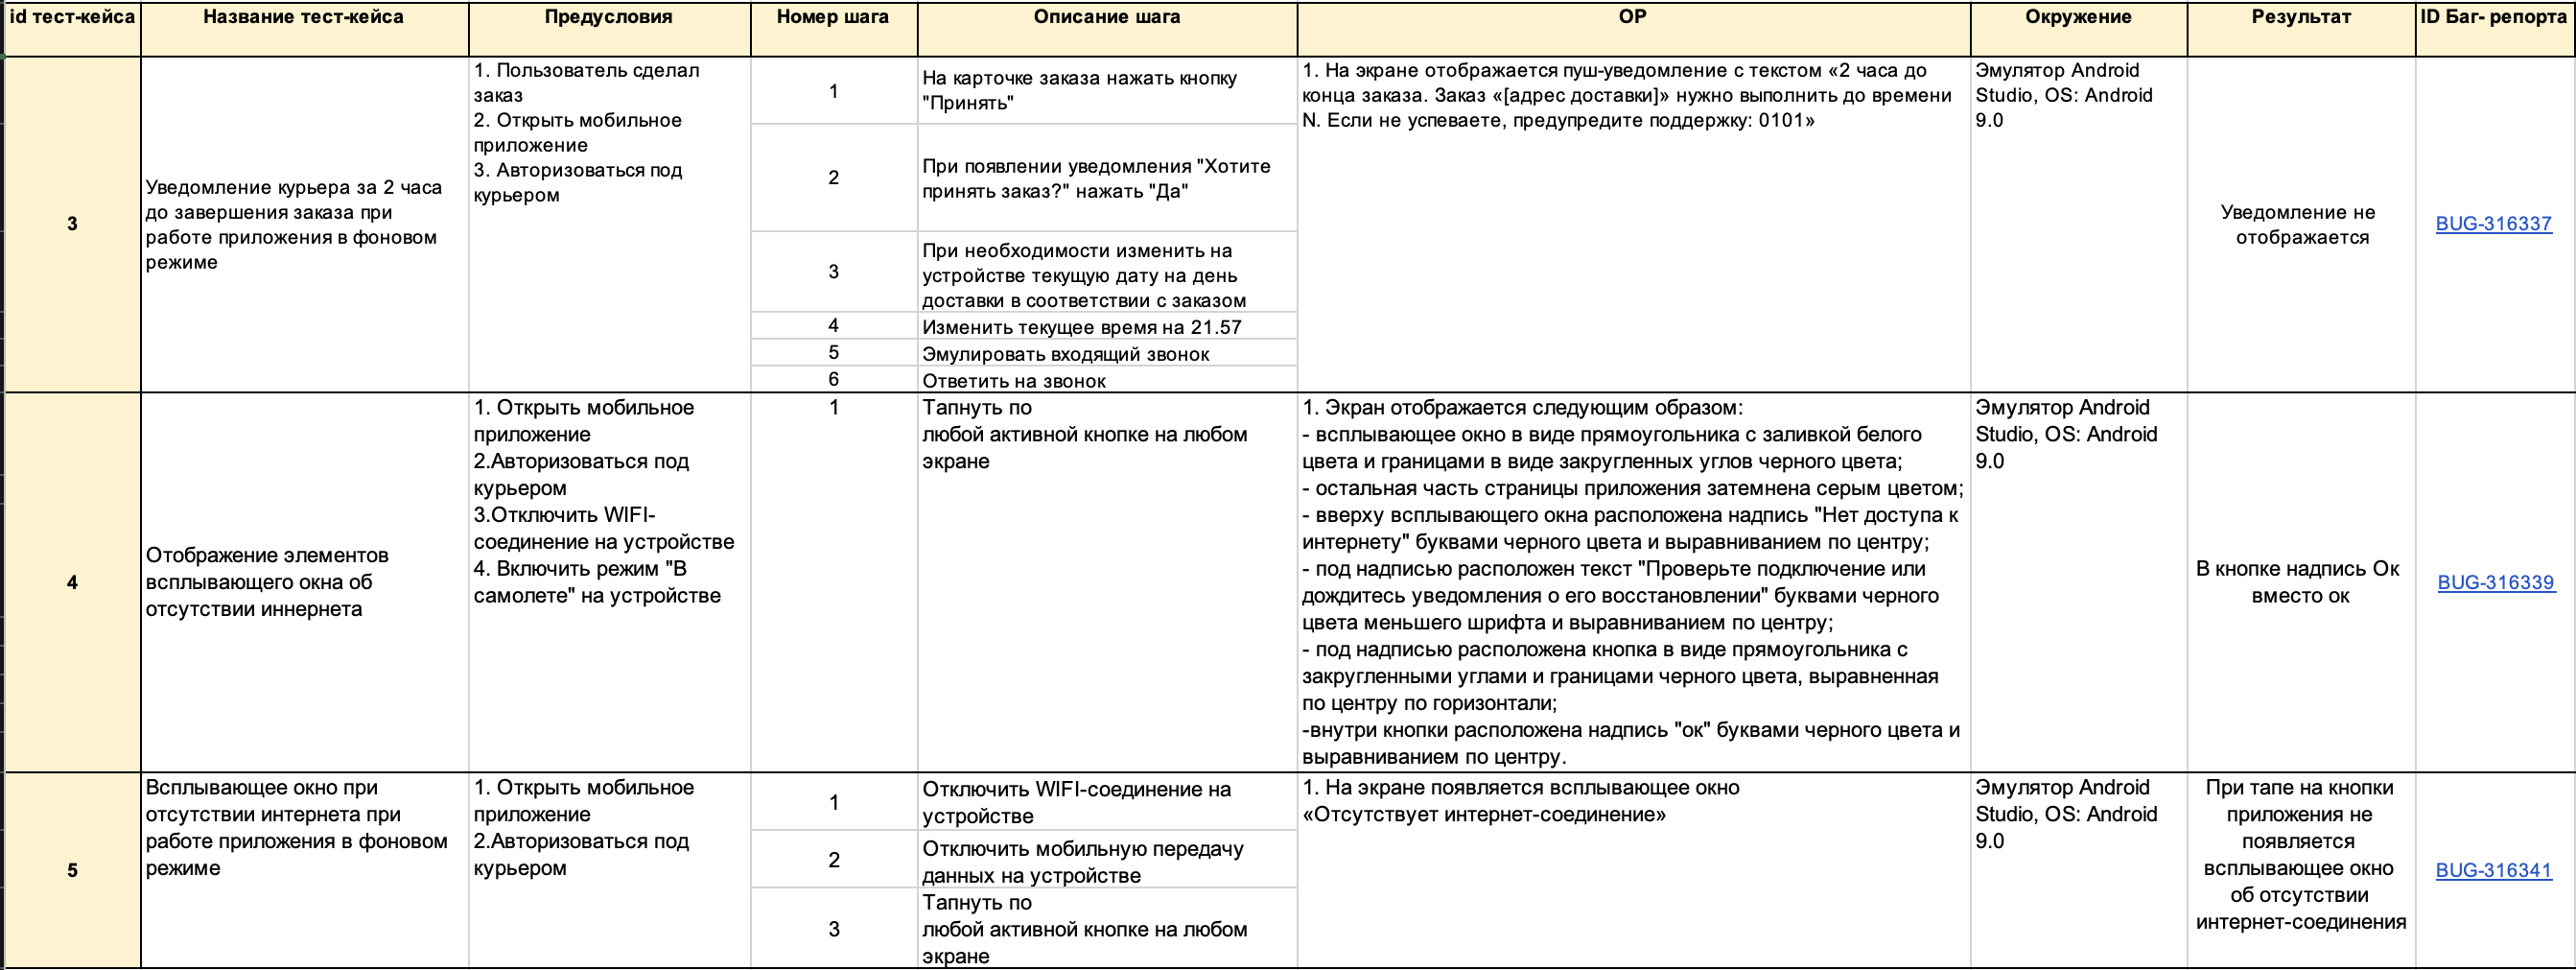 id тест-кейса
Название тест-кейса
Предусловия
Номер шага
Описание шага
ОР
Окружение
Результат
ID Баг- репорта
3
Уведомление курьера за 2 часа
до завершения заказа при
работе приложения в фоновом
режиме
1. Пользователь сделал
заказ
2. Открыть мобильное
приложение
3. Авторизоваться под
курьером
1
На карточке заказа нажать кнопку
"Принять"
2
При появлении уведомления "Хотите
принять заказ?" нажать "Да"
3
При необходимости изменить на
устройстве текущую дату на день
доставки в соответствии с заказом
4
Изменить текущее время на 21.57
5
Эмулировать входящий звонок
6
Ответить на звонок
1. На экране отображается пуш-уведомление с текстом «2 часа до
конца заказа. Заказ «[адрес доставки]» нужно выполнить до времени
N. Если не успеваете, предупредите поддержку: 0101»
Эмулятор Android
Studio, OS: Android
9.0
Уведомление не
отображается
BUG-316337
4
Отображение элементов
всплывающего окна об
отсутствии иннернета
1. Открыть мобильное
приложение
2.Авторизоваться под
курьером
3.Отключить WIFI-
соединение на устройстве
4. Включить режим "В
самолете" на устройстве
1
Тапнуть по
любой активной кнопке на любом
экране
1. Экран отображается следующим образом:
- всплывающее окно в виде прямоугольника с заливкой белого
цвета и границами в виде закругленных углов черного цвета;
- остальная часть страницы приложения затемнена серым цветом;
- вверху всплывающего окна расположена надпись "Нет доступа к
интернету" буквами черного цвета и выравниванием по центру;
- под надписью расположен текст "Проверьте подключение или
дождитесь уведомления о его восстановлении" буквами черного
цвета меньшего шрифта и выравниванием по центру;
- под надписью расположена кнопка в виде прямоугольника с
закругленными углами и границами черного цвета, выравненная
по центру по горизонтали;
-внутри кнопки расположена надпись "ок" буквами черного цвета и
выравниванием по центру.
Эмулятор Android
Studio, OS: Android
9.0
В кнопке надпись Ок
вместо ок
BUG-316339
5
Всплывающее окно при
отсутствии интернета при
работе приложения в фоновом
режиме
1. Открыть мобильное
приложение
2.Авторизоваться под
курьером
1
Отключить WIFI-соединение на
устройстве
2
Отключить мобильную передачу
данных на устройстве
3
Тапнуть по
любой активной кнопке на любом
экране
1. На экране появляется всплывающее окно
«Отсутствует интернет-соединение»
Эмулятор Android
Studio, OS: Android
9.0
При тапе на кнопки
приложения не
появляется
всплывающее окно
об отсутствии
интернет-соединения
BUG-316341